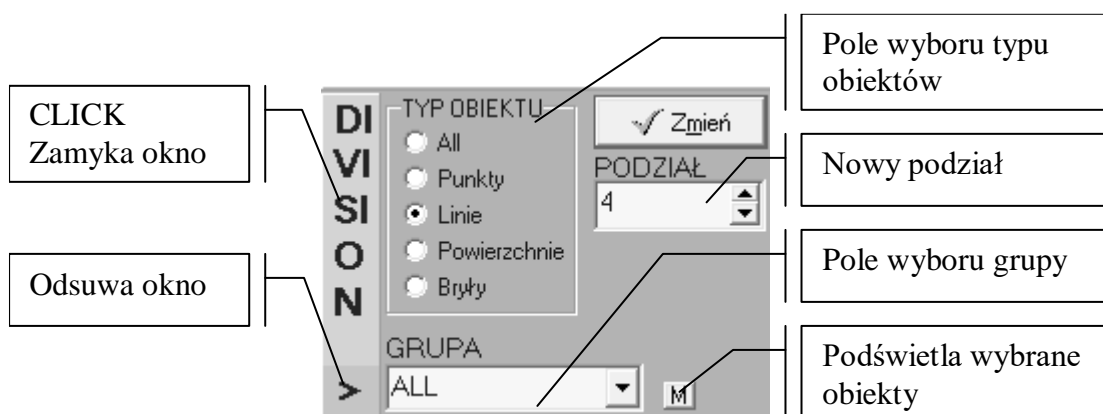 Pole wyboru typu
obiektów
CLICK
Zamyka okno
DI
VI
SI
O
N
TYP OBIEKTU
All
Punkty
Linie
Powierzchnie
Bryły
Zmień
PODZIAŁ
4
Nowy podział
Odsuwa okno
Pole wyboru grupy
GRUPA
>
ALL
M
Podświetla wybrane
obiekty